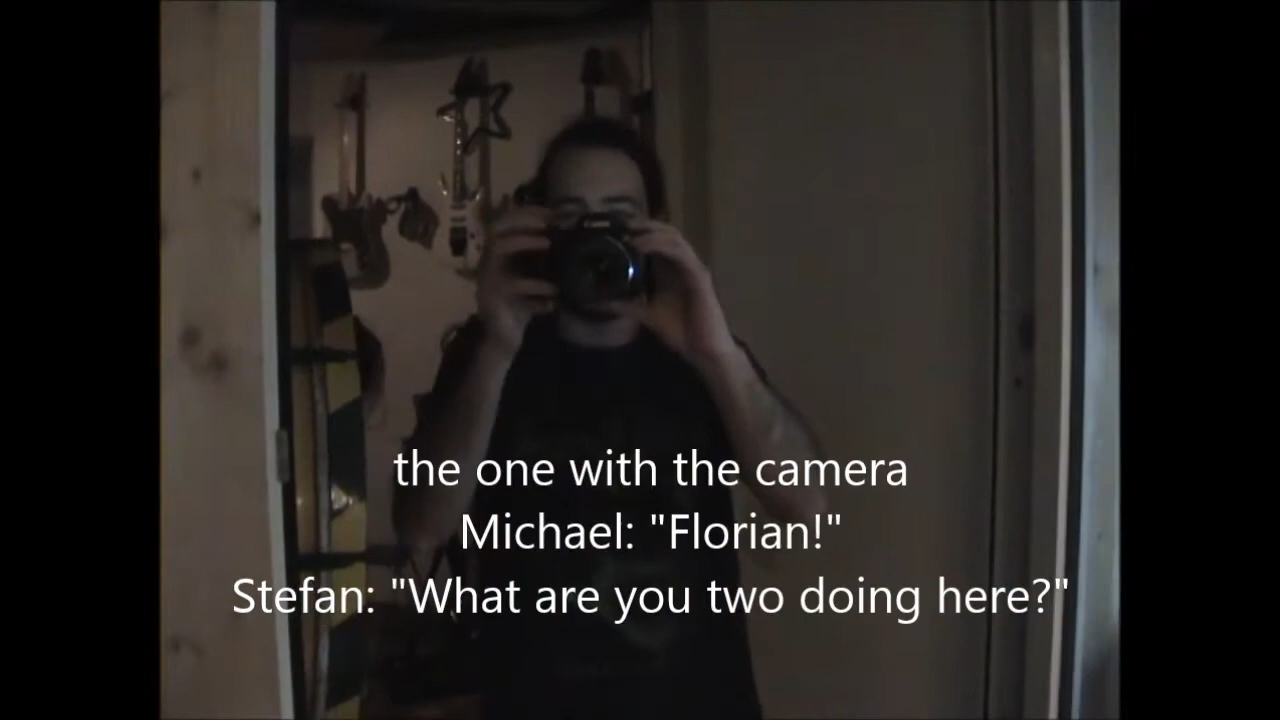 the one with the camera
Michael: "Florian!"
Stefan: "What are you two doing here?"